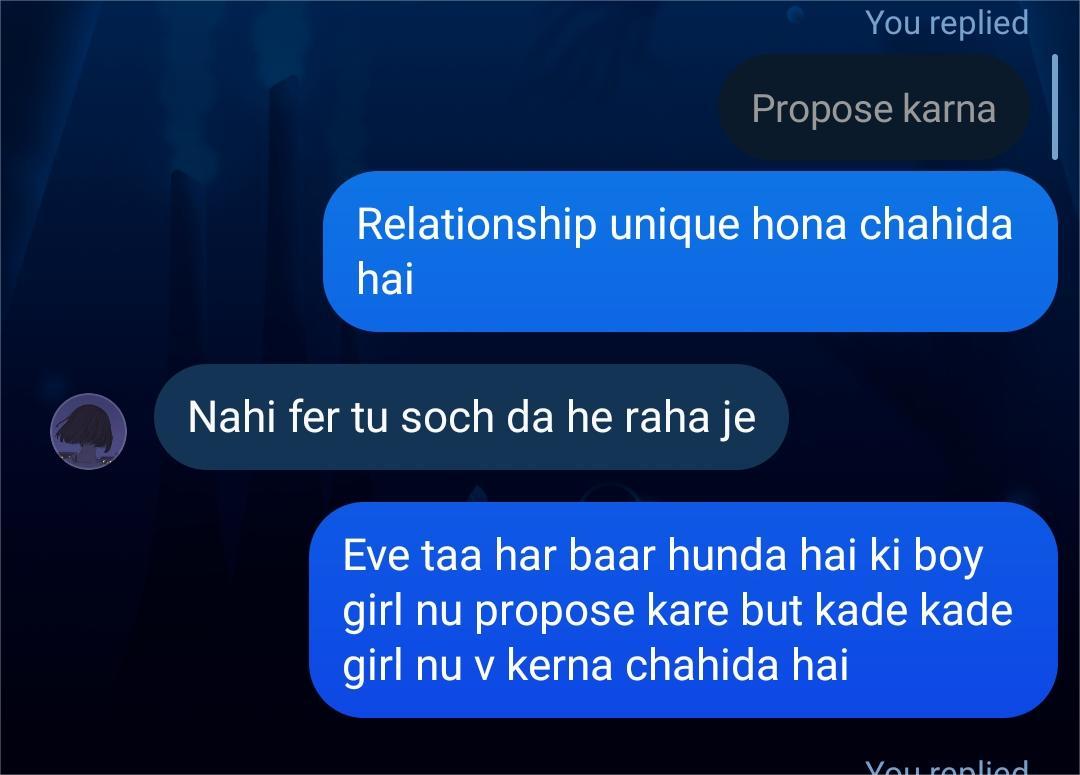 You replied
Propose karna
Relationship unique hona chahida
hai
Nahi fer tu soch da he raha je
Eve taa har baar hunda hai ki boy
girl nu propose kare but kade kade
girl nu v kerna chahida hai
You replied